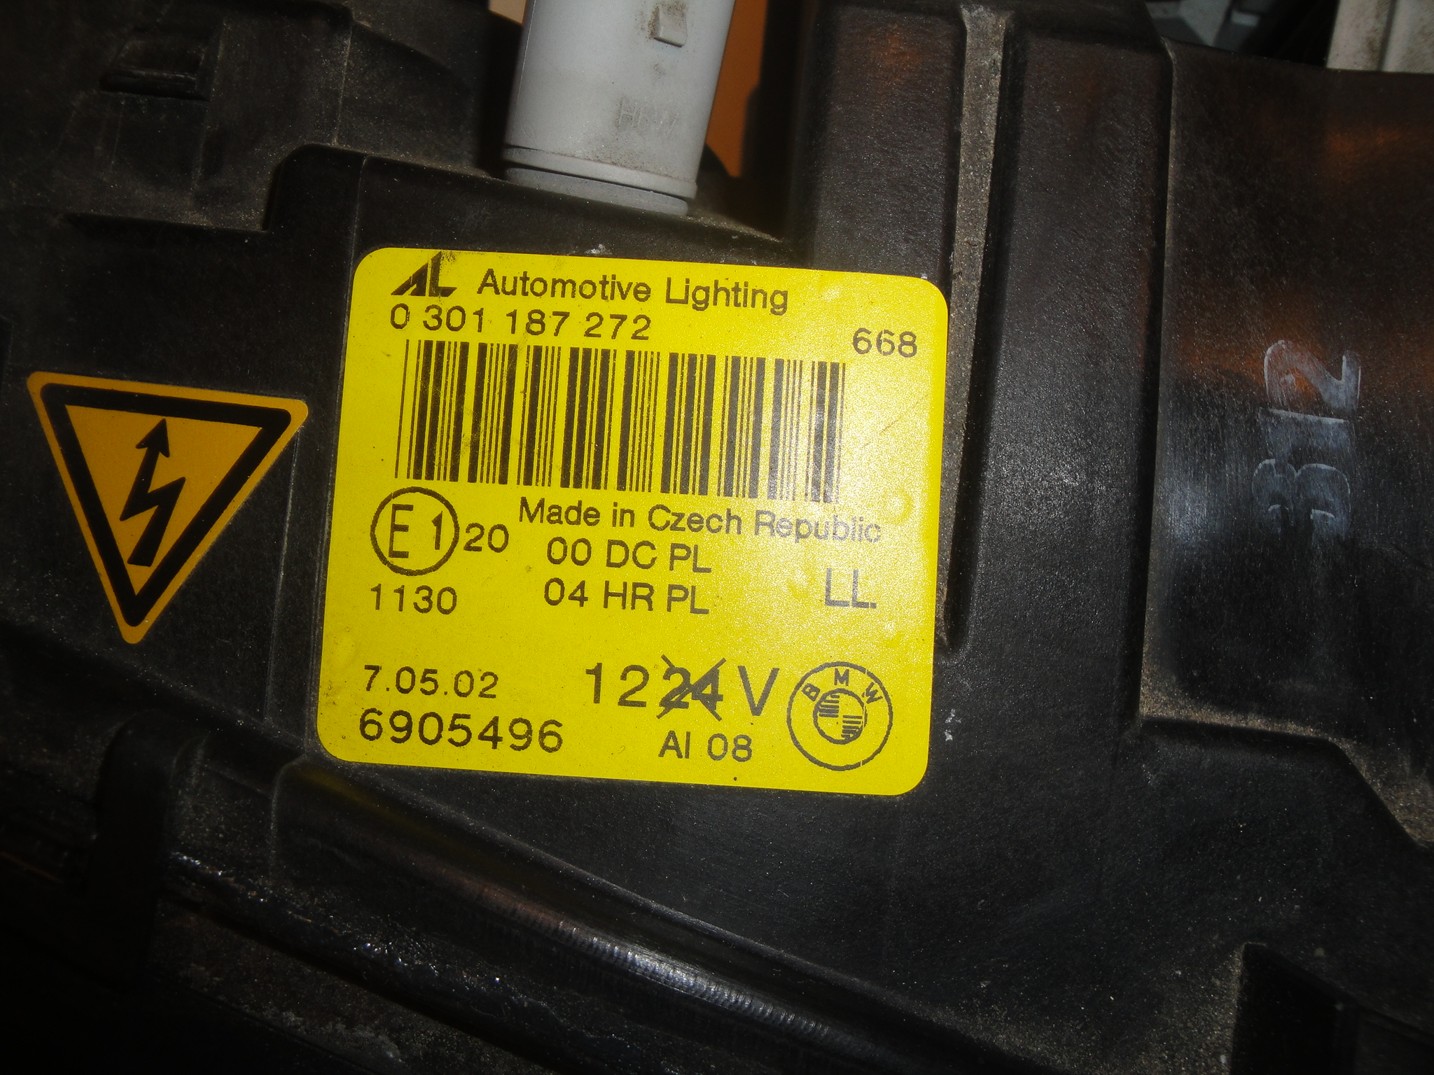 AL Automotive Lighting
0 301 187 272
668
E1 20
Made in Czech Republic
00 DC PL
04 HR PL
LL
1130
7.05.02
12 24 V
6905496
AI 08
BMW
312